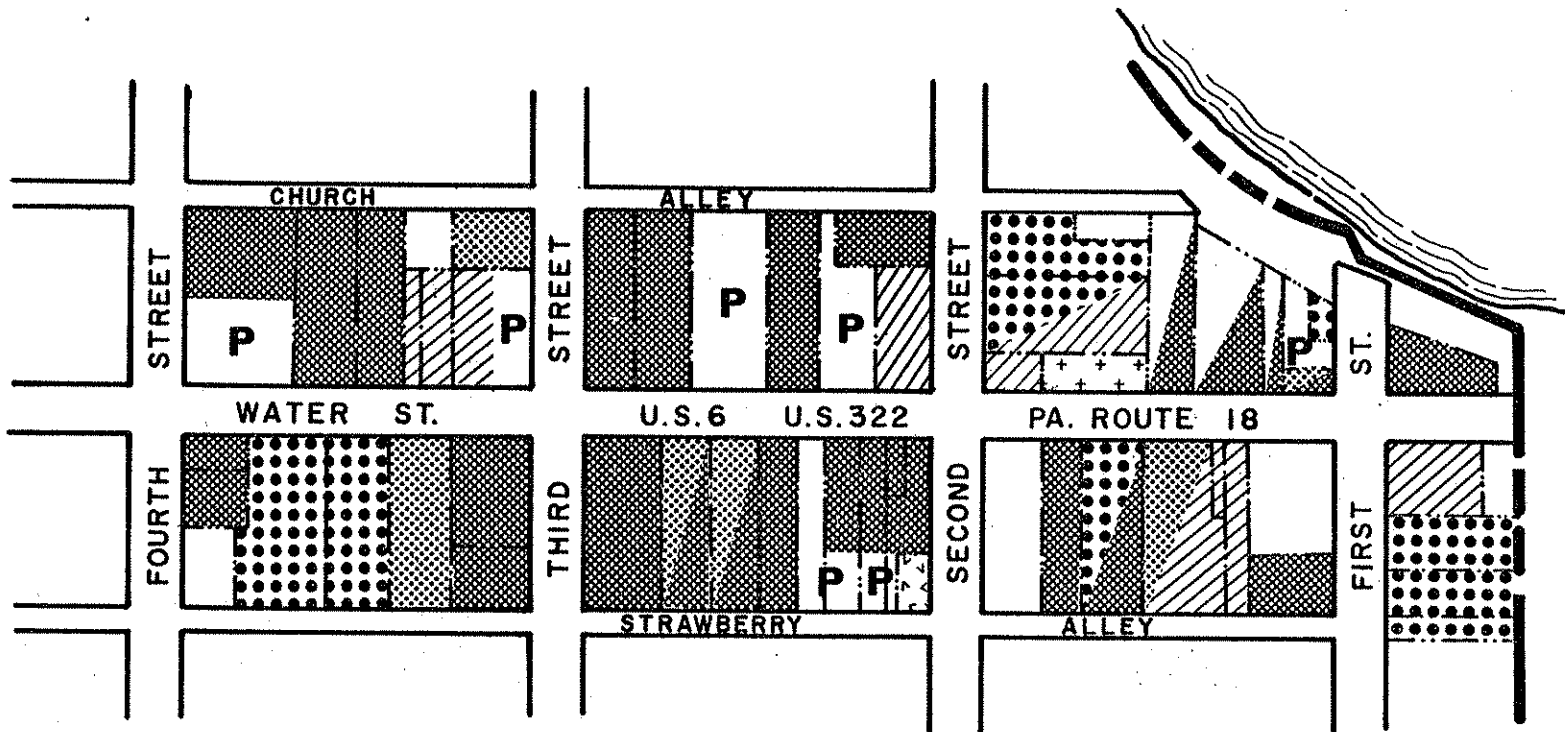 CHURCH
ALLEY
STREET
STREET
STREET
ST.
P
P
P
P
P
WATER ST.
U.S.6
U.S.322
PA. ROUTE 18
FOURTH
THIRD
SECOND
FIRST
P
P
STRAWBERRY
ALLEY